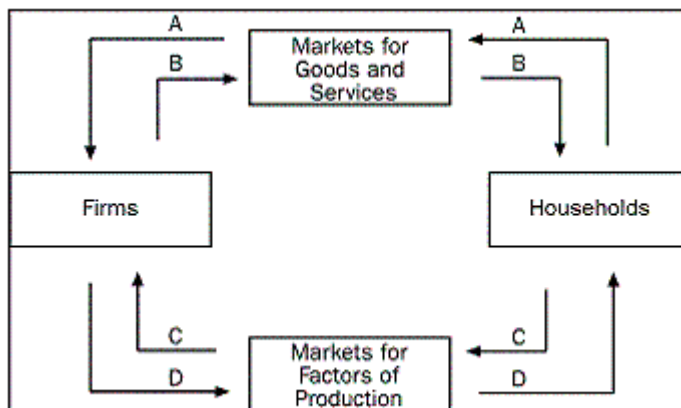 A
A
Markets for
Goods and
Services
B
B
Firms
Households
C
C
Markets for
Factors of
Production
D
D